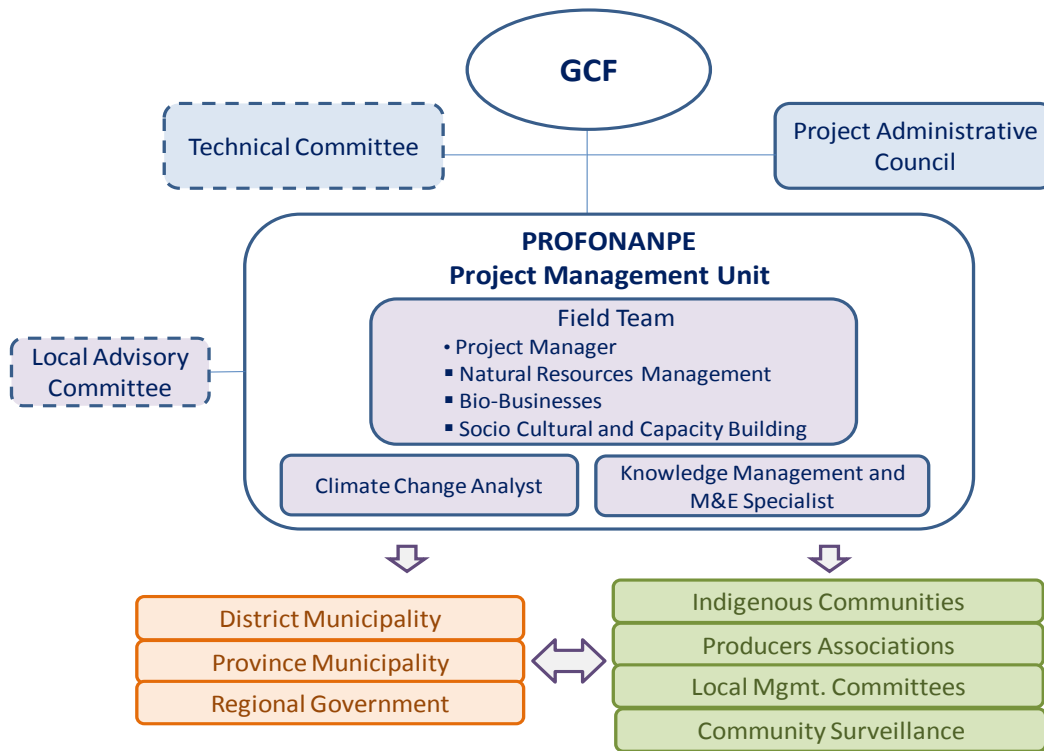 GCF
Technical Committee
Project Administrative
Council
PROFONANPE
Project Management Unit
Field Team
• Project Manager
▪ Natural Resources Management
▪ Bio-Businesses
▪ Socio Cultural and Capacity Building
Local Advisory
Committee
Climate Change Analyst
Knowledge Management and
M&E Specialist
District Municipality
Province Municipality
Regional Government
Indigenous Communities
Producers Associations
Local Mgmt. Committees
Community Surveillance